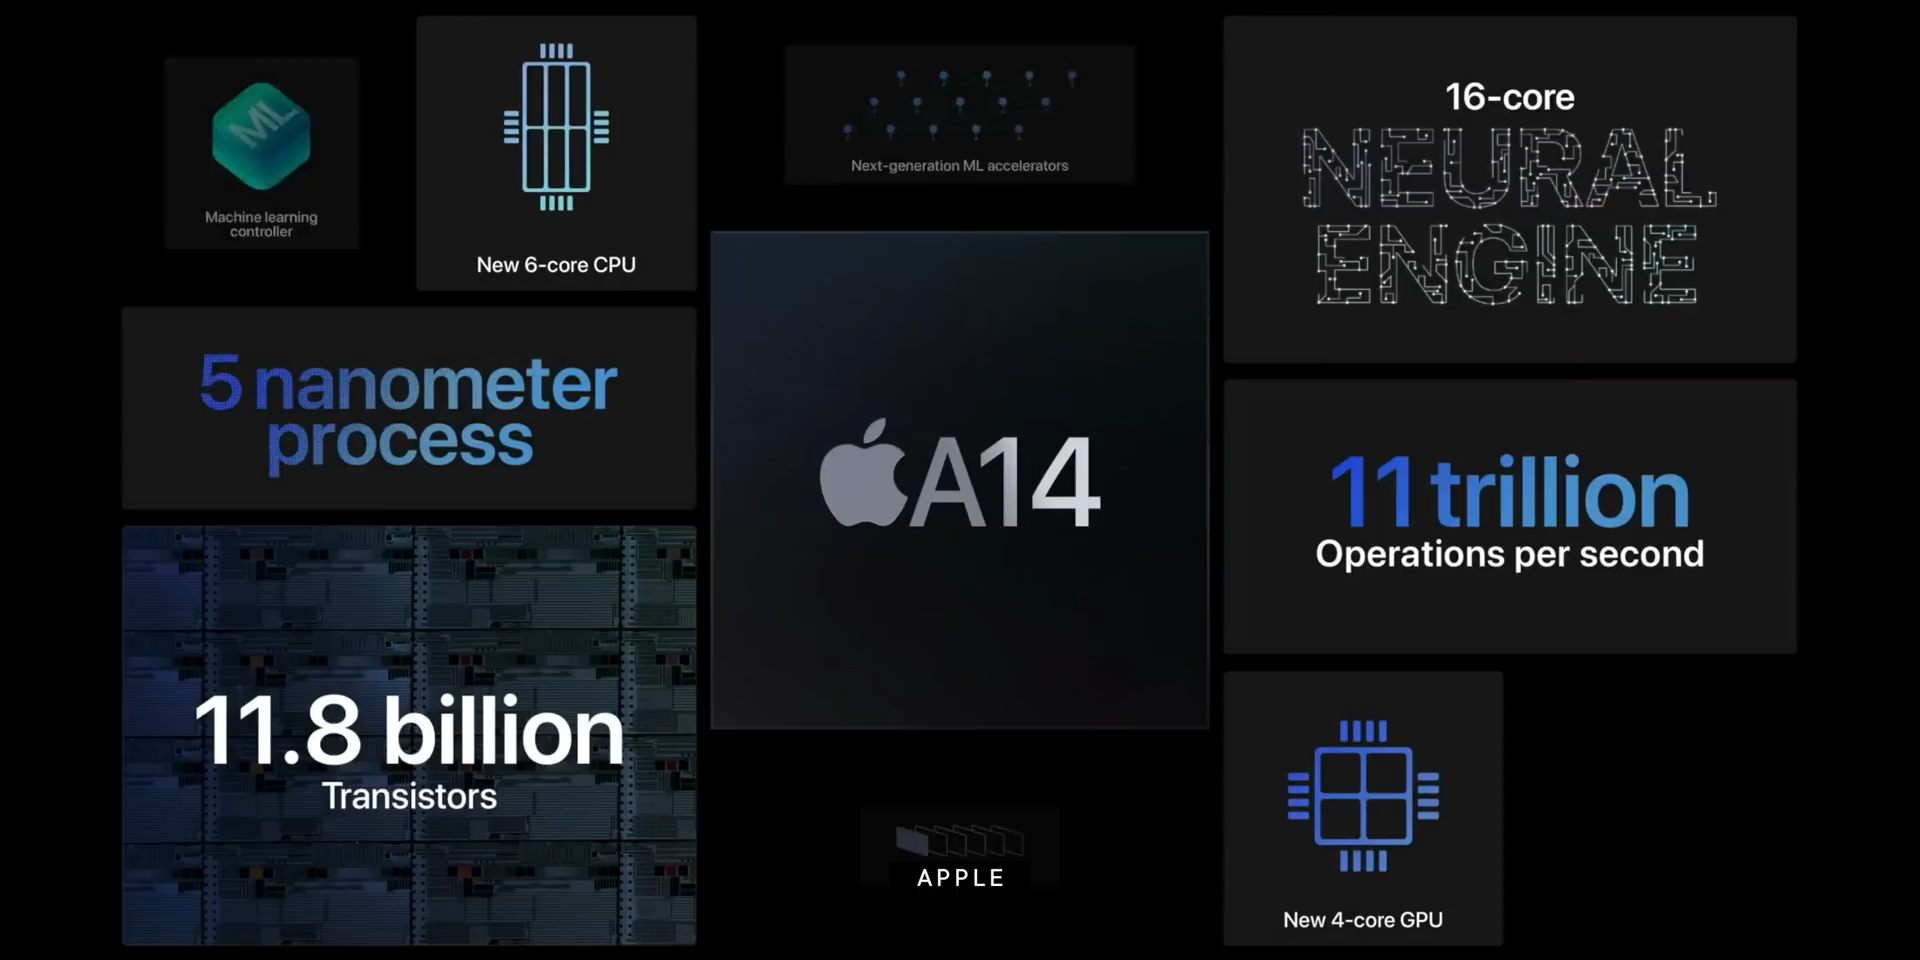 ML
Machine learning
controller
New 6-core CPU
Next-generation ML accelerators
16-core
NEURAL
ENGINE
5 nanometer
process
A14
11 trillion
Operations per second
11.8 billion
Transistors
APPLE
New 4-core GPU